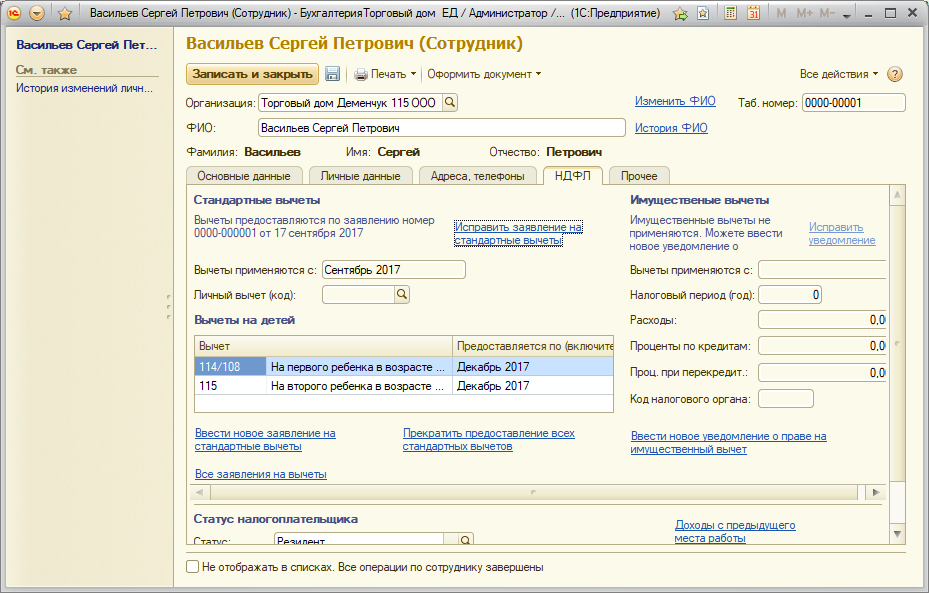 Васильев Сергей Петрович (Сотрудник) - БухгалтерияТорговый дом ЕД / Администратор /... (1С:Предприятие)
M M+ M-
Васильев Сергей Пет...
См. также
История изменений личн...
Васильев Сергей Петрович (Сотрудник)
Записать и закрыть Печать Оформить документ Все действия
Организация: Торговый дом Деменчук 115 ООО Изменить ФИО Таб. номер: 0000-00001
ФИО: Васильев Сергей Петрович История ФИО
Фамилия: Васильев Имя: Сергей Отчество: Петрович
Основные данные Личные данные Адреса, телефоны НДФЛ Прочее
Стандартные вычеты
Вычеты предоставляются по заявлению номер
0000-000001 от 17 сентября 2017
Исправить заявление на
стандартные вычеты
Вычеты применяются с: Сентябрь 2017
Личный вычет (код):
Вычеты на детей
Вычет Предоставляется по (включите
114/108 На первого ребенка в возрасте ... Декабрь 2017
115 На второго ребенка в возрасте ... Декабрь 2017
Ввести новое заявление на
стандартные вычеты
Прекратить предоставление всех
стандартных вычетов
Все заявления на вычеты
Имущественые вычеты
Имущественные вычеты не
применяются. Можете ввести
новое уведомление о
Исправить
уведомление
Вычеты применяются с:
Налоговый период (год): 0
Расходы: 0,0
Проценты по кредитам: 0,0
Проц. при перекредит.: 0,0
Код налогового органа:
Ввести новое уведомление о праве на
имущественный вычет
Статус налогоплательщика
Статус: Резидент
Доходы с предыдущего
места работы
Не отображать в списках. Все операции по сотруднику завершены